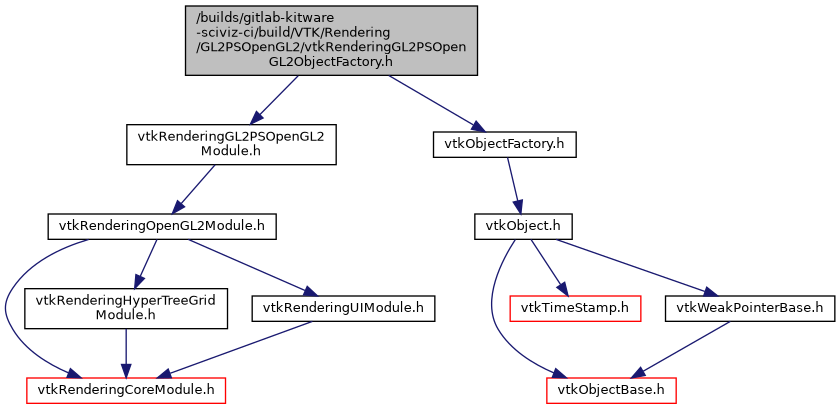 /builds/gitlab-kitware
-sciviz-ci/build/VTK/Rendering
/GL2PSOpenGL2/vtkRenderingGL2PSOpen
GL2ObjectFactory.h
vtkRenderingGL2PSOpenGL2
Module.h
vtkObjectFactory.h
vtkRenderingOpenGL2Module.h
vtkObject.h
vtkRenderingHyperTreeGrid
Module.h
vtkRenderingUIModule.h
vtkTimeStamp.h
vtkWeakPointerBase.h
vtkRenderingCoreModule.h
vtkObjectBase.h